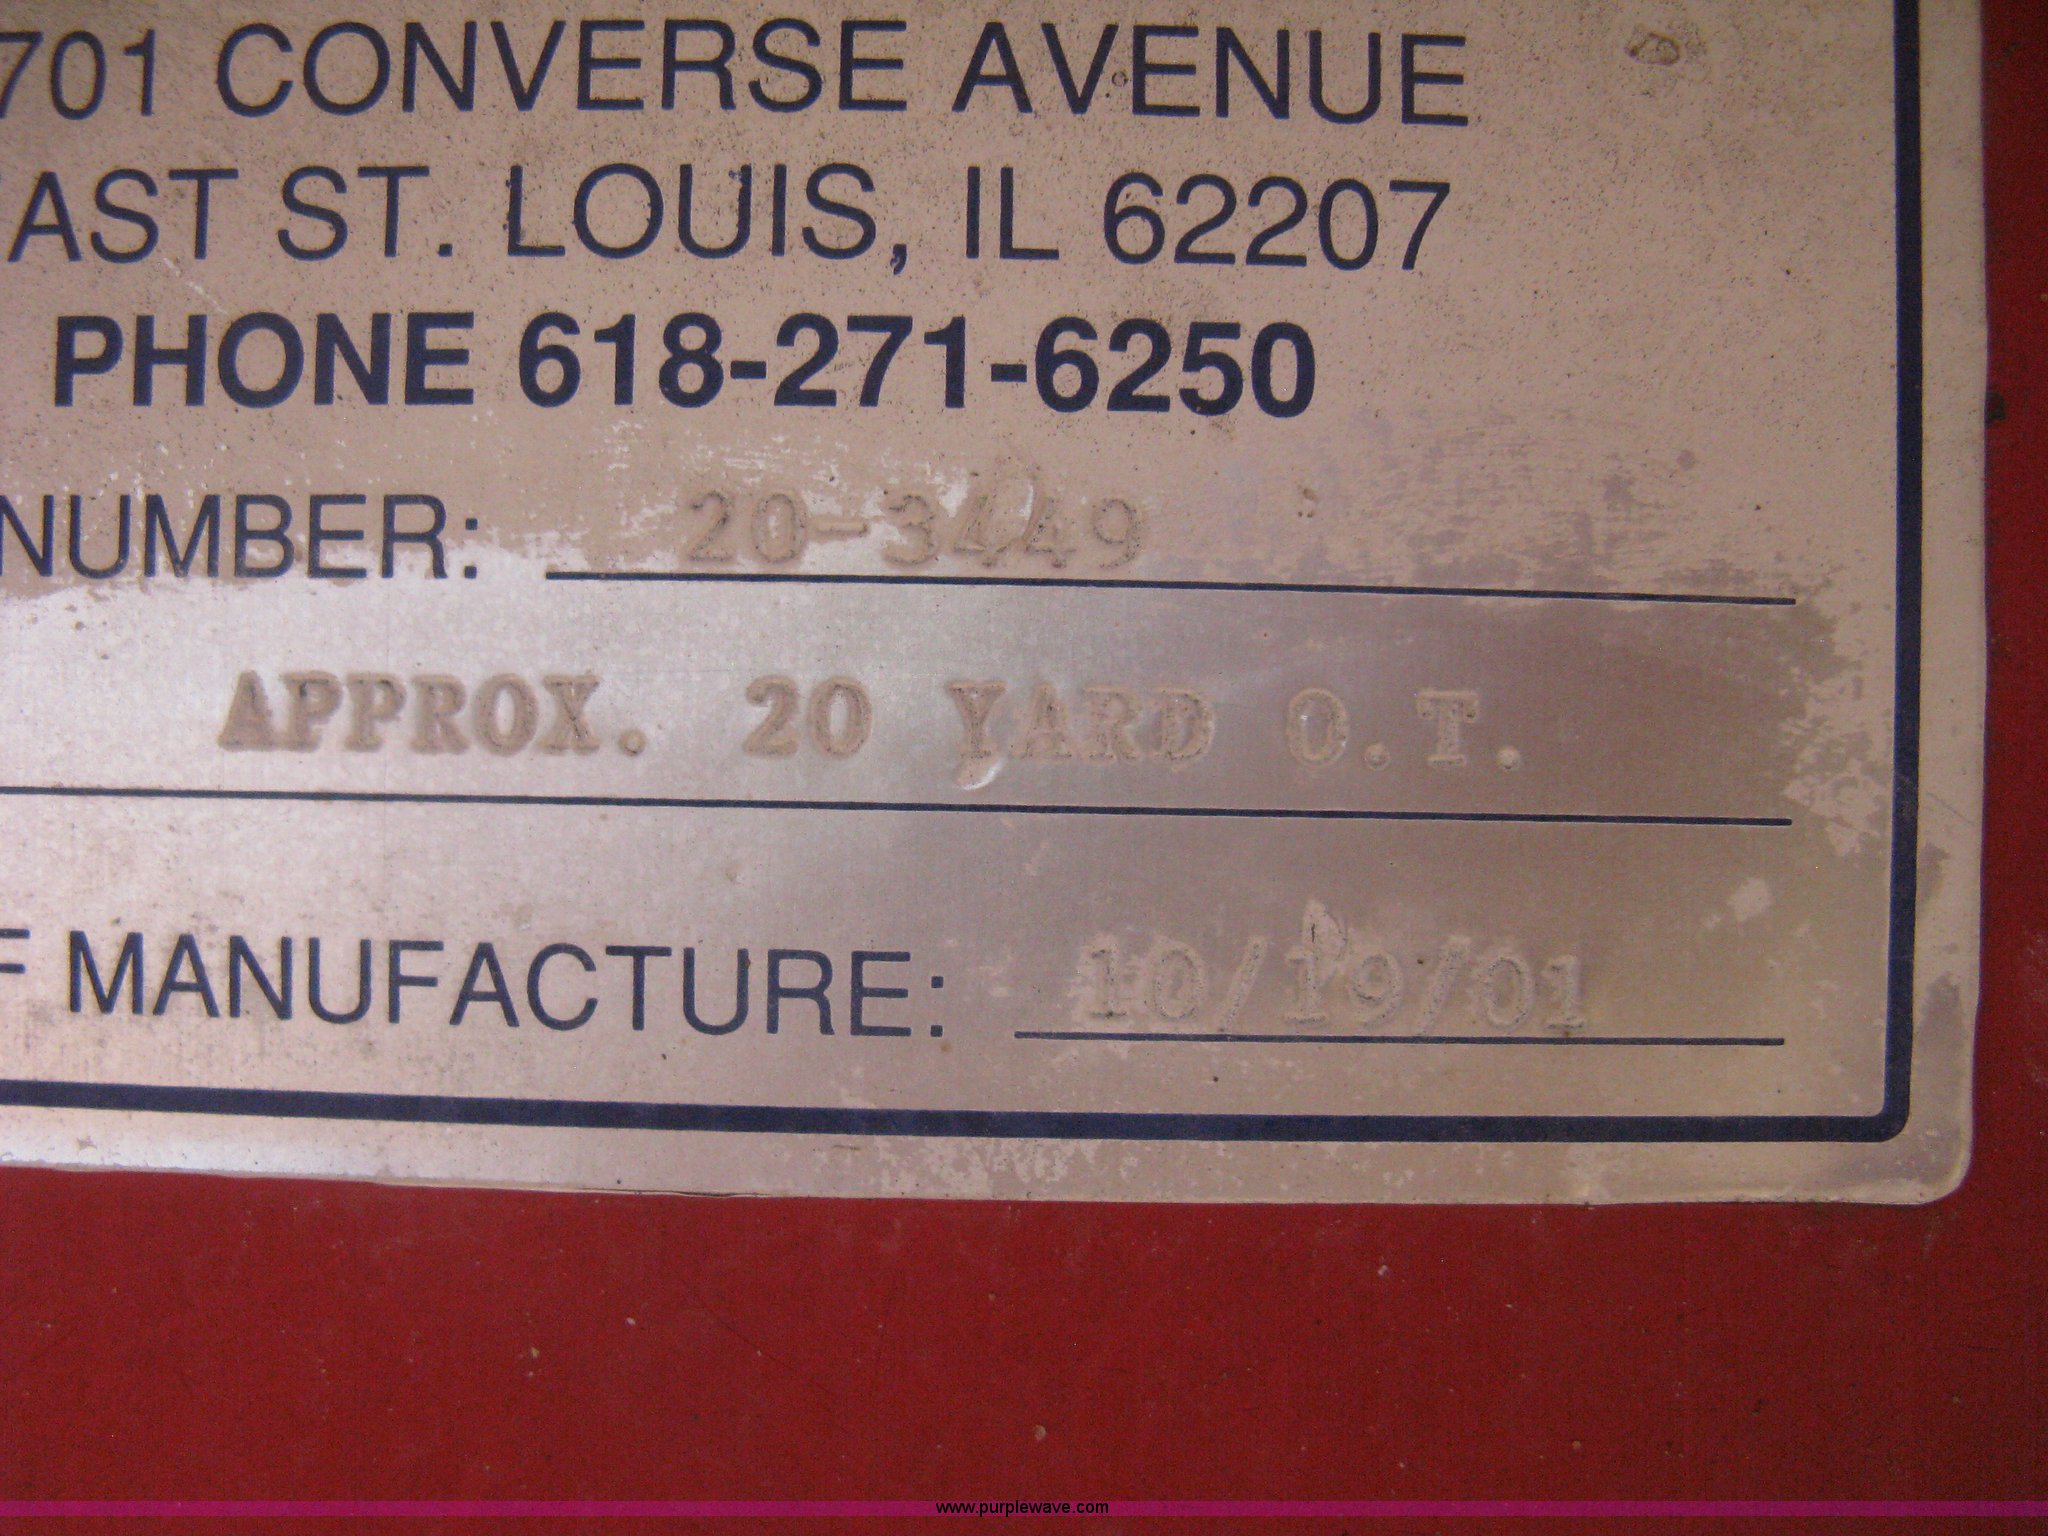 701 CONVERSE AVENUE
AST ST. LOUIS, IL 62207
PHONE 618-271-6250
NUMBER: 20-3449
APPROX. 20 YARD O.T.
F MANUFACTURE: 10/19/01
www.purplewave.com